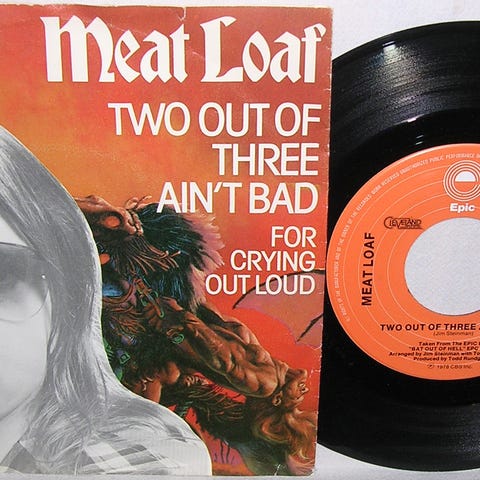 Meat Loaf
TWO OUT OF
THREE
AIN'T BAD
FOR
CRYING
OUT LOUD
Epic
CLEVELAND
MEAT LOAF
TWO OUT OF THREE
(Jim Steinman)
Taken From The EPIC
"BAT OUT OF HELL" EPC
Arranged by Jim Steinman with
Produced by Todd
℗ 1978 CBS Inc.